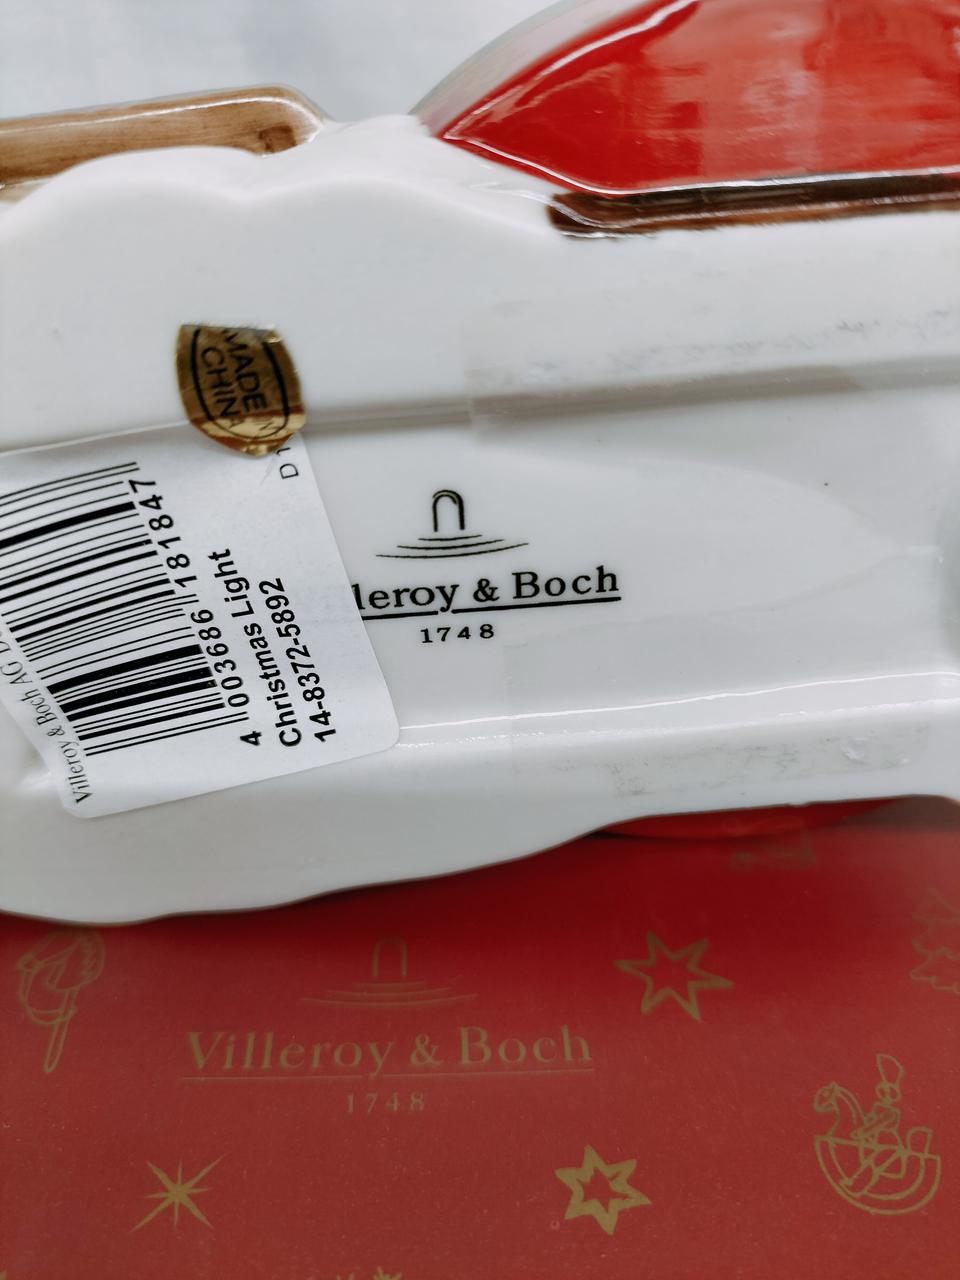 MADE IN
CHINA
D
Villeroy & Boch AG D
4 003686 181847
Christmas Light
14-8372-5892
lleroy & Boch
1748
Villeroy & Boch
1748